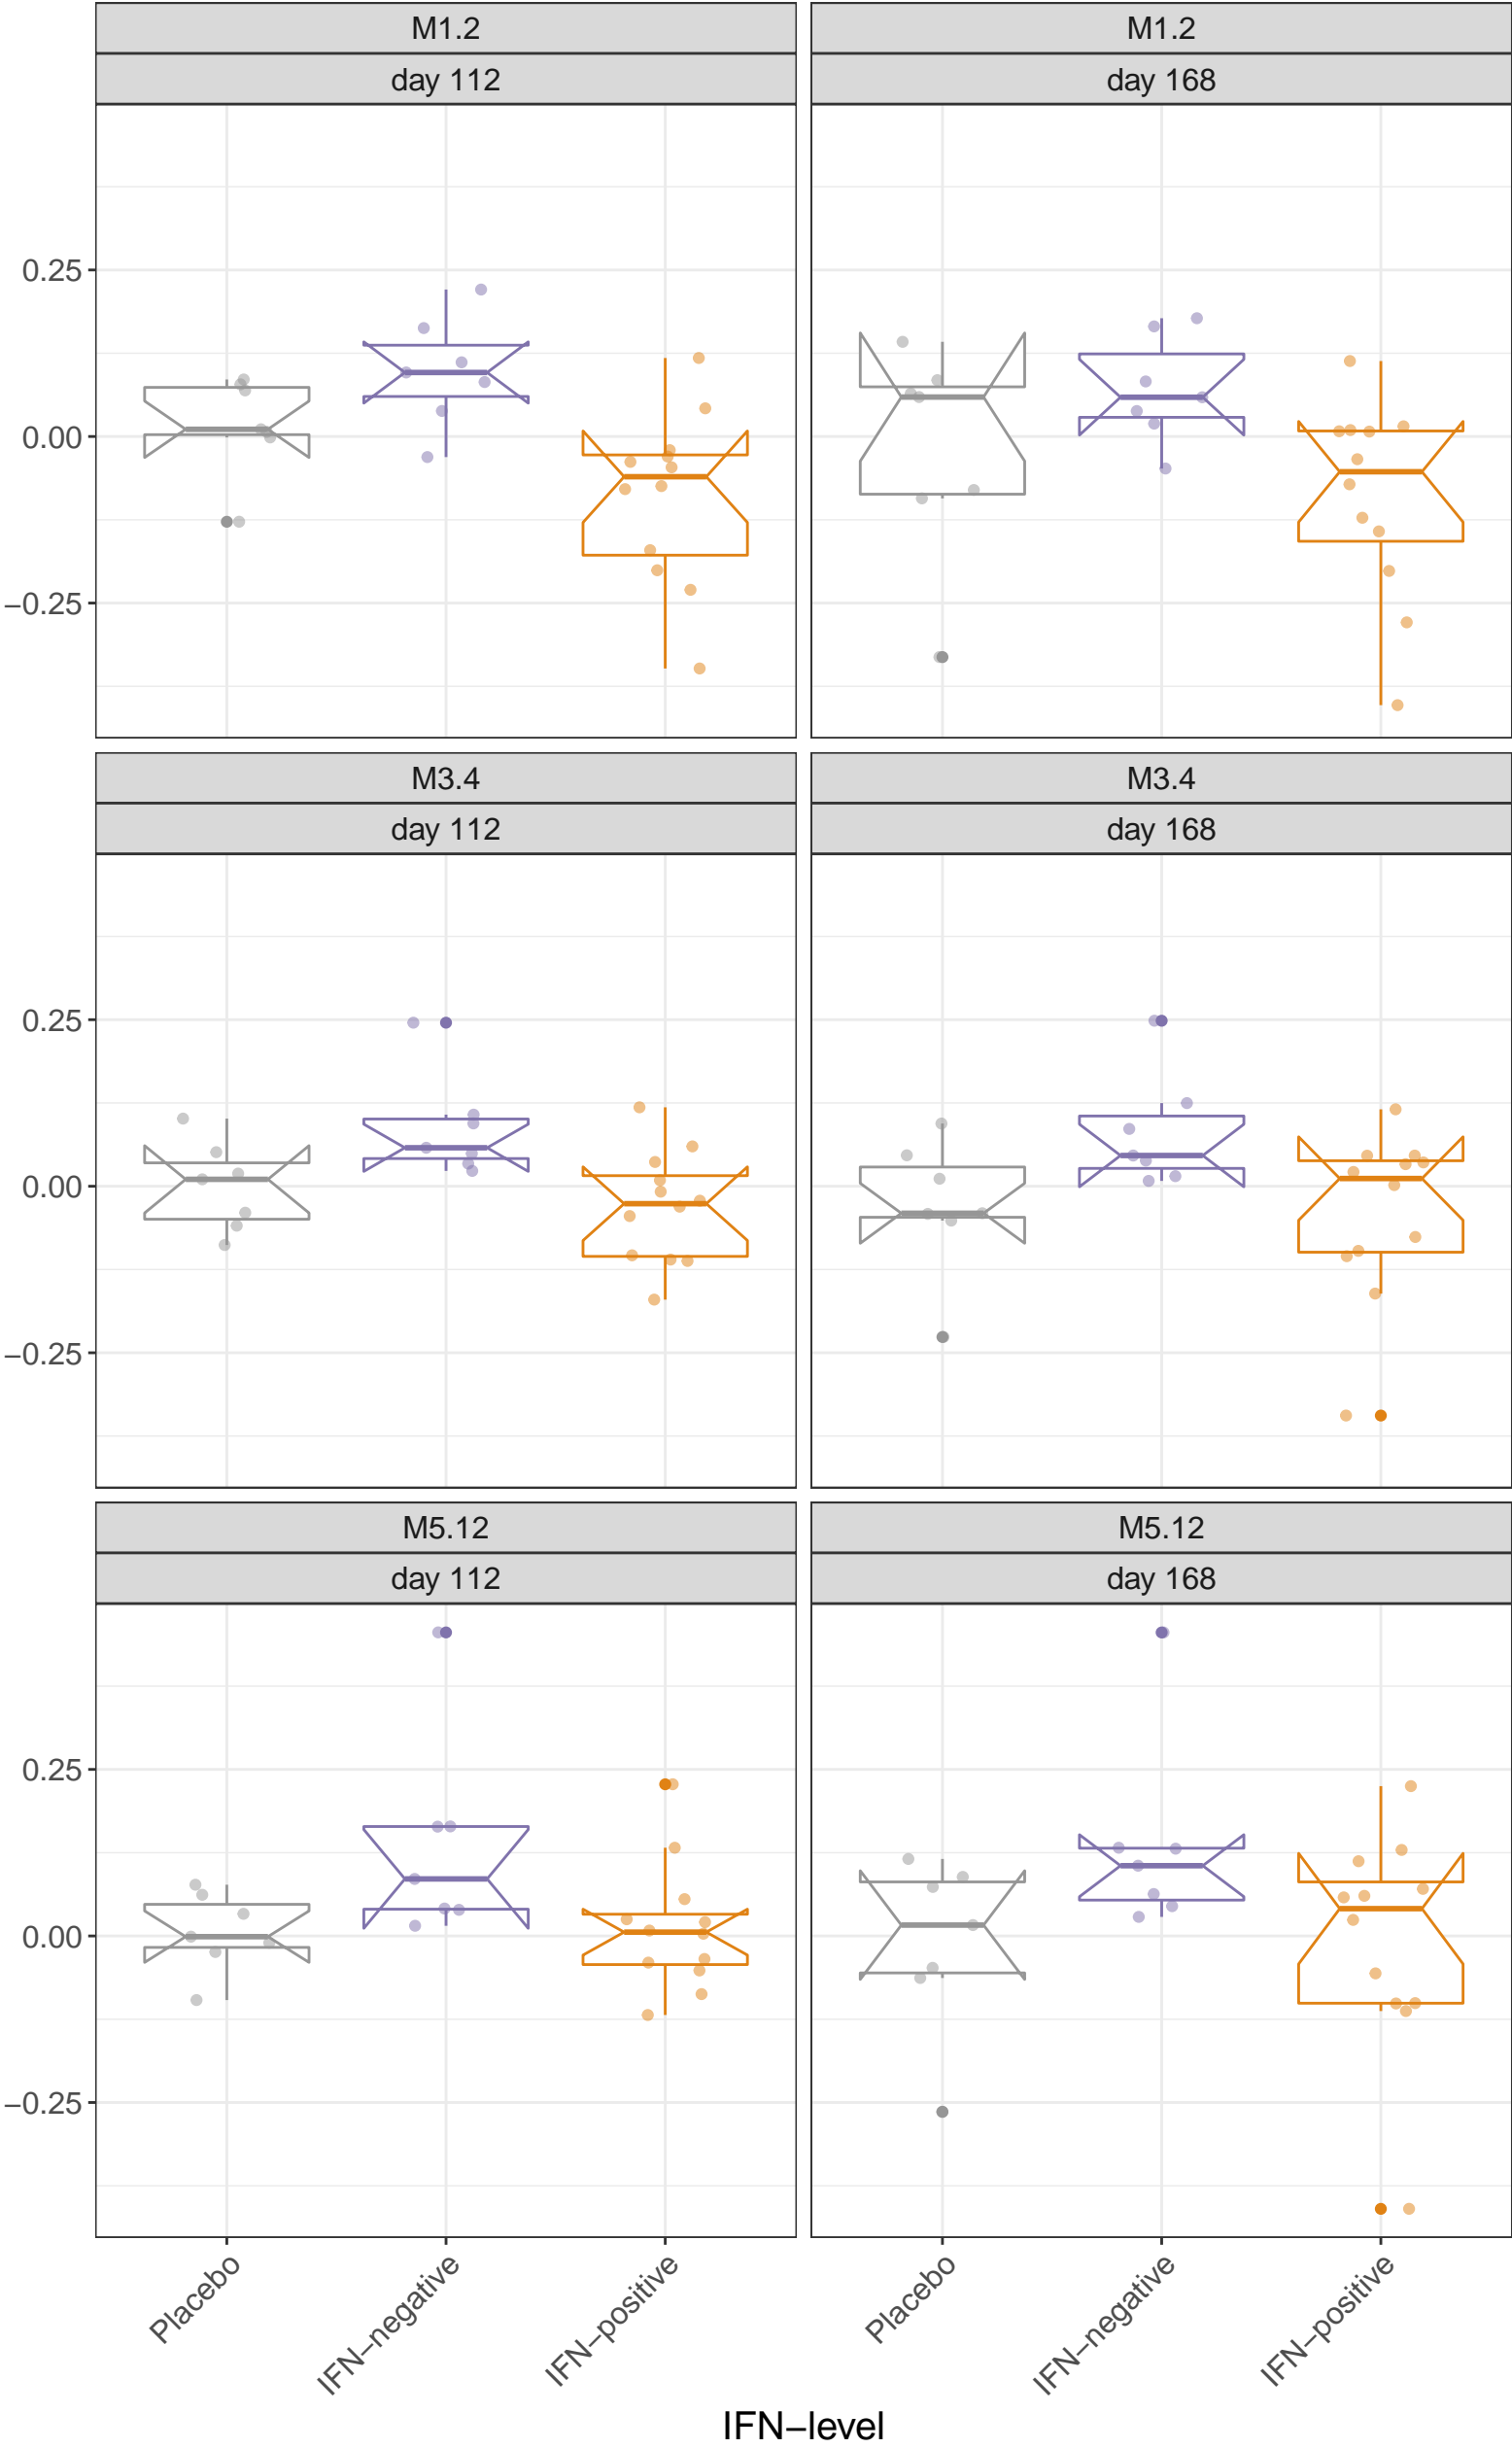 M1.2 M1.2
day 112 day 168
0.25
0.00
−0.25
M3.4 M3.4
day 112 day 168
0.25
0.00
−0.25
M5.12 M5.12
day 112 day 168
0.25
0.00
−0.25
Placebo IFN−negative IFN−positive Placebo IFN−negative IFN−positive
IFN−level